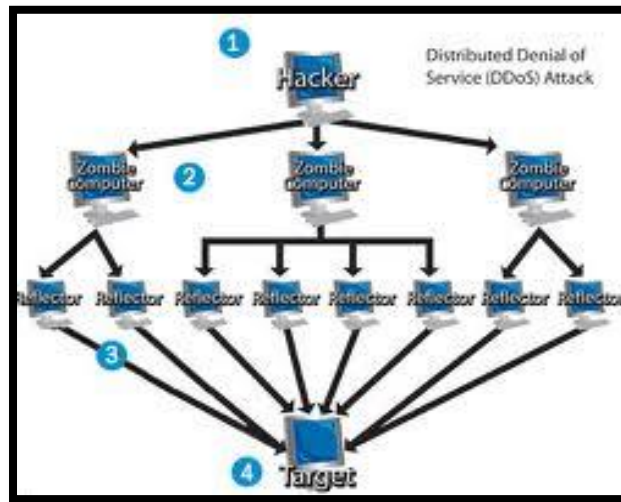 1
Distributed Denial of
Service (DDoS) Attack
Hacker
Zombie Computer
2
Zombie Computer
Zombie Computer
Reflector
Reflector
Reflector
Reflector
Reflector
Reflector
Reflector
Reflector
3
4
Target